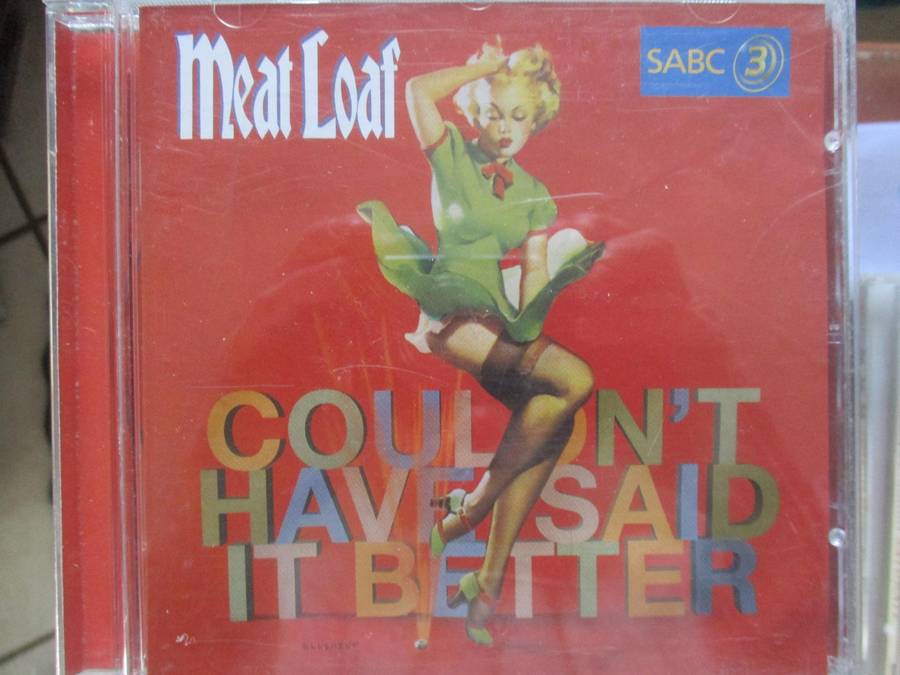 Meat Loaf
SABC 3
COULDN'T
HAVE SAID
IT BETTER